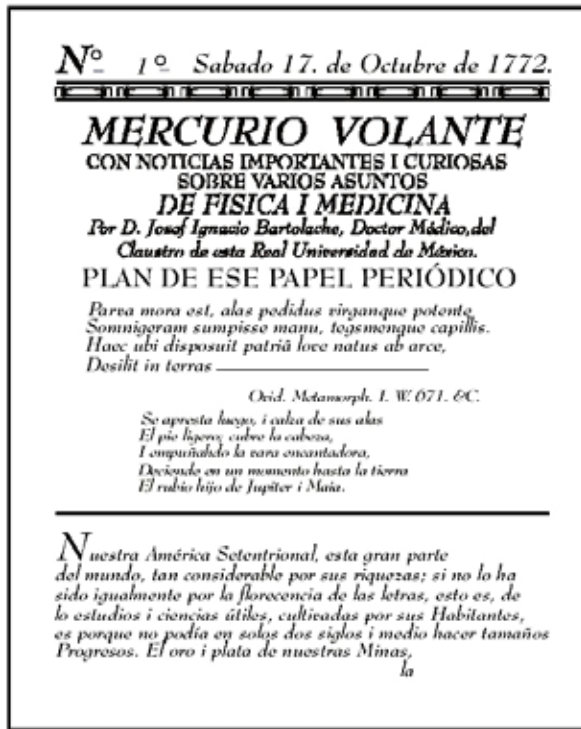 Nº 1º Sabado 17. de Octubre de 1772.
MERCURIO VOLANTE
CON NOTICIAS IMPORTANTES I CURIOSAS
SOBRE VARIOS ASUNTOS
DE FISICA I MEDICINA
Por D. Josef Ignacio Bartolache, Doctor Médico, del
Claustro de esta Real Universidad de México.
PLAN DE ESE PAPEL PERIÓDICO
Parva mora est, alas pedidus virganque potente
Somnigeram sumpisse manu, tegsmenque capillis.
Haec ubi disposuit patriâ Iove natus ab arce,
Desilit in terras
Ovid. Metamorph. I. W. 671. &C.
Se apresta luego, i calza de sus alas
El pie ligero; cubre la cabeza,
I empuñahdo la vara encantadora,
Deciende en un momento hasta la tierra
El rubio hijo de Jupiter i Maia.
Nuestra América Setentrional, esta gran parte
del mundo, tan considerable por sus riquezas; si no lo ha
sido igualmente por la florecencia de las letras, esto es, de
lo estudios i ciencias útiles, cultivadas por sus Habitantes,
es porque no podia en solos dos siglos i medio hacer tamaños
Progresos. El oro i plata de nuestras Minas,
la